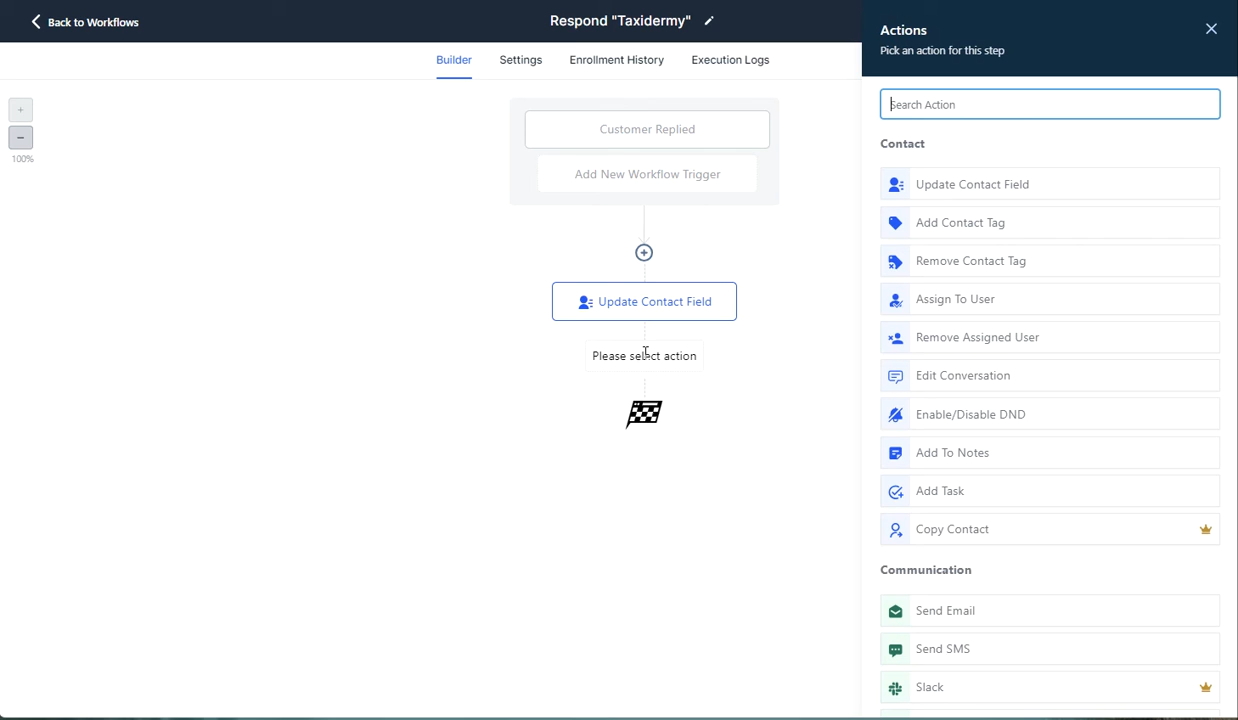 Back to Workflows
Respond "Taxidermy"
Builder
Settings
Enrollment History
Execution Logs
+
-
100%
Customer Replied
Add New Workflow Trigger
Update Contact Field
Please select action
Actions
Pick an action for this step
Search Action
Contact
Update Contact Field
Add Contact Tag
Remove Contact Tag
Assign To User
Remove Assigned User
Edit Conversation
Enable/Disable DND
Add To Notes
Add Task
Copy Contact
Communication
Send Email
Send SMS
Slack